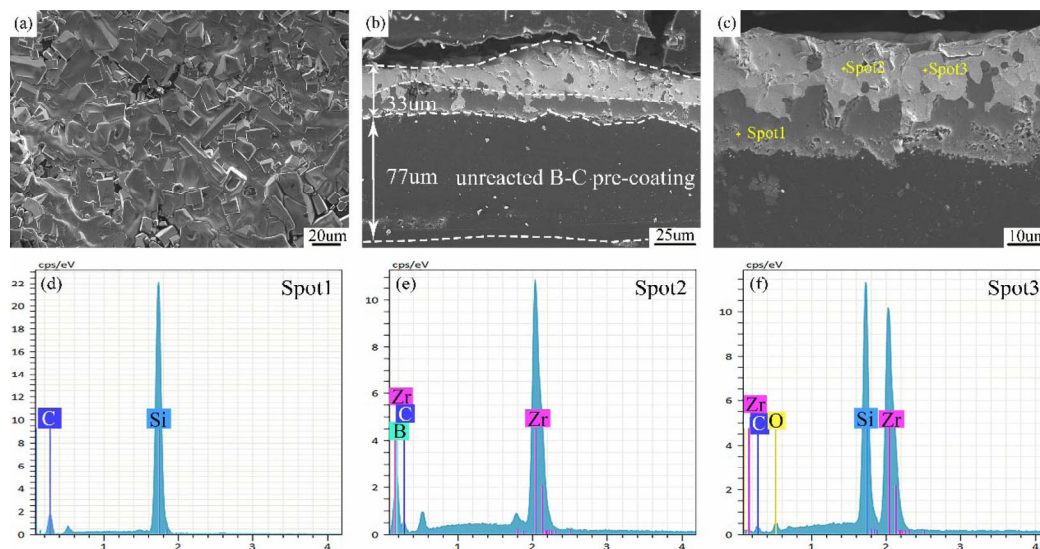 (a)
20um
(b)
33um
77um
unreacted B-C pre-coating
25um
(c)
Spot2
Spot3
Spot1
10um
cps/eV
(d)
Spot1
22
20
18
16
14
12
10
8
6
4
2
0
C
Si
1
2
3
4
cps/eV
(e)
Spot2
10
8
6
4
2
0
Zr
C
B
Zr
1
2
3
4
cps/eV
(f)
Spot3
10
8
6
4
2
0
Zr
C
O
Si
Zr
1
2
3
4